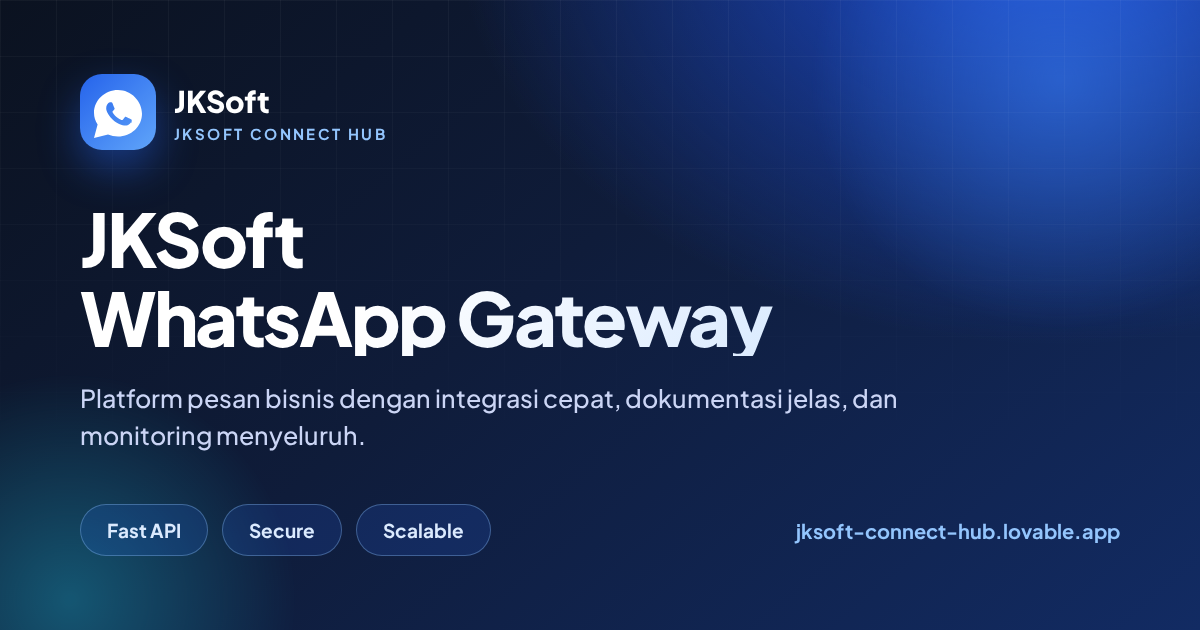 JKSoft
JKSOFT CONNECT HUB
JKSoft
WhatsApp Gateway
Platform pesan bisnis dengan integrasi cepat, dokumentasi jelas, dan
monitoring menyeluruh.
Fast API
Secure
Scalable
jksoft-connect-hub.lovable.app